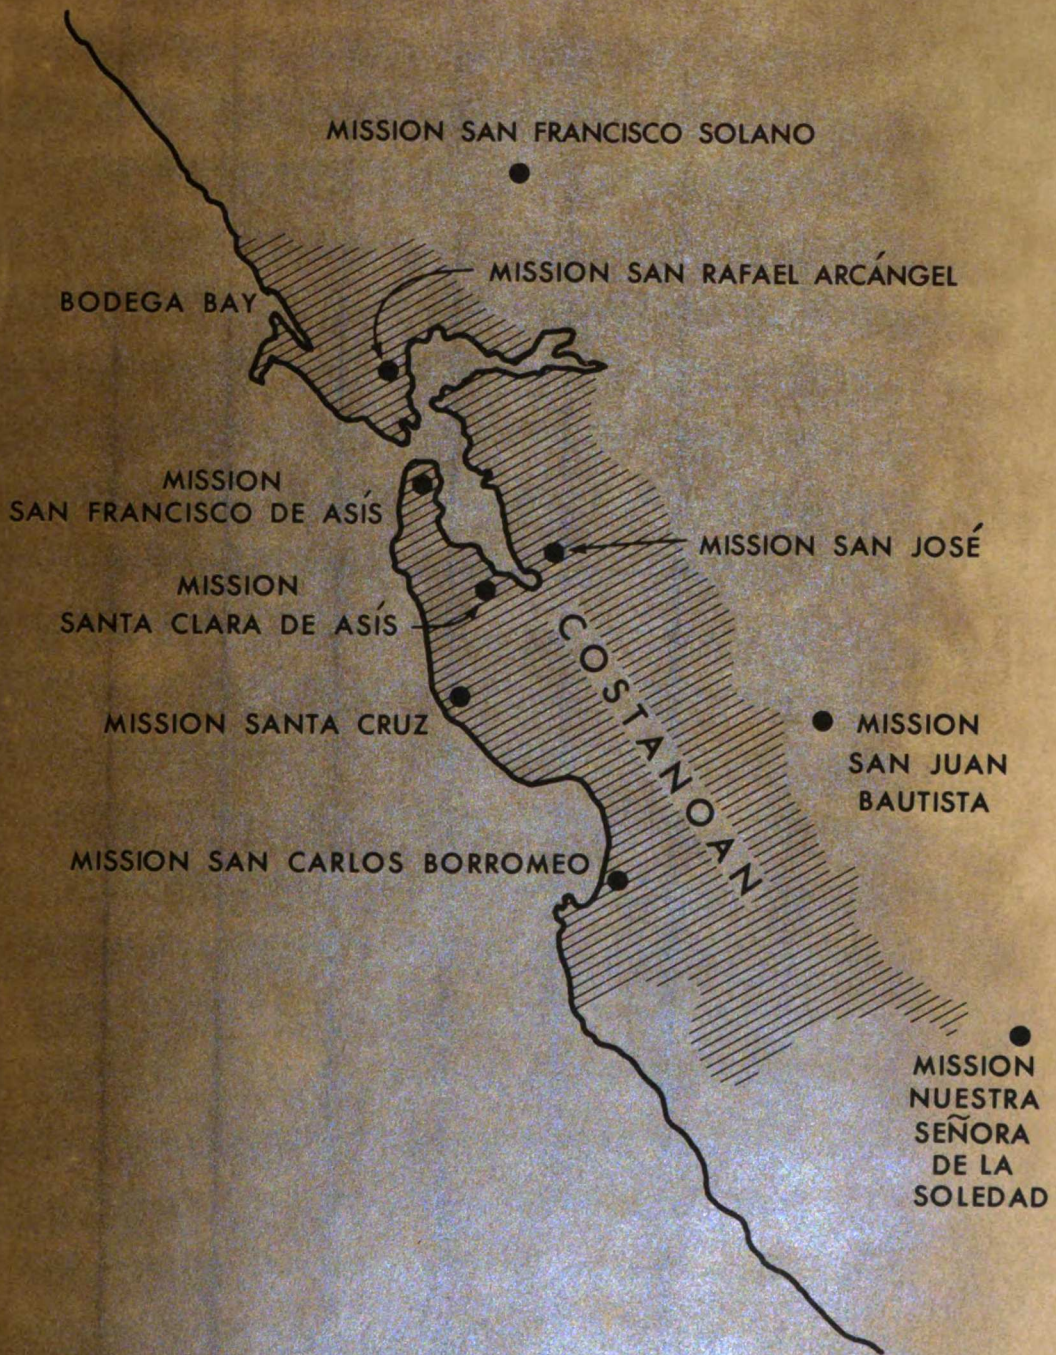 MISSION SAN FRANCISCO SOLANO
MISSION SAN RAFAEL ARCÁNGEL
BODEGA BAY
MISSION
SAN FRANCISCO DE ASÍS
MISSION SAN JOSÉ
MISSION
SANTA CLARA DE ASÍS
COSTANOAN
MISSION SANTA CRUZ
MISSION
SAN JUAN
BAUTISTA
MISSION SAN CARLOS BORROMEO
MISSION
NUESTRA
SEÑORA
DE LA
SOLEDAD